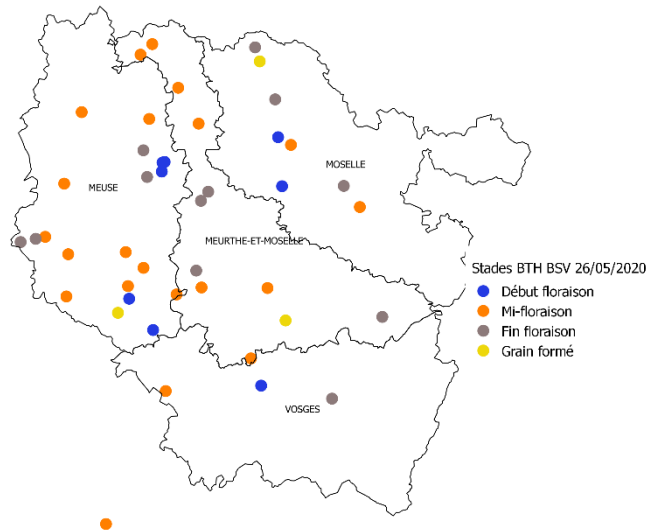 MOSELLE
MEUSE
MEURTHE-ET-MOSELLE
Stades BTH BSV 26/05/2020
Début floraison
Mi-floraison
Fin floraison
Grain formé
VOSGES